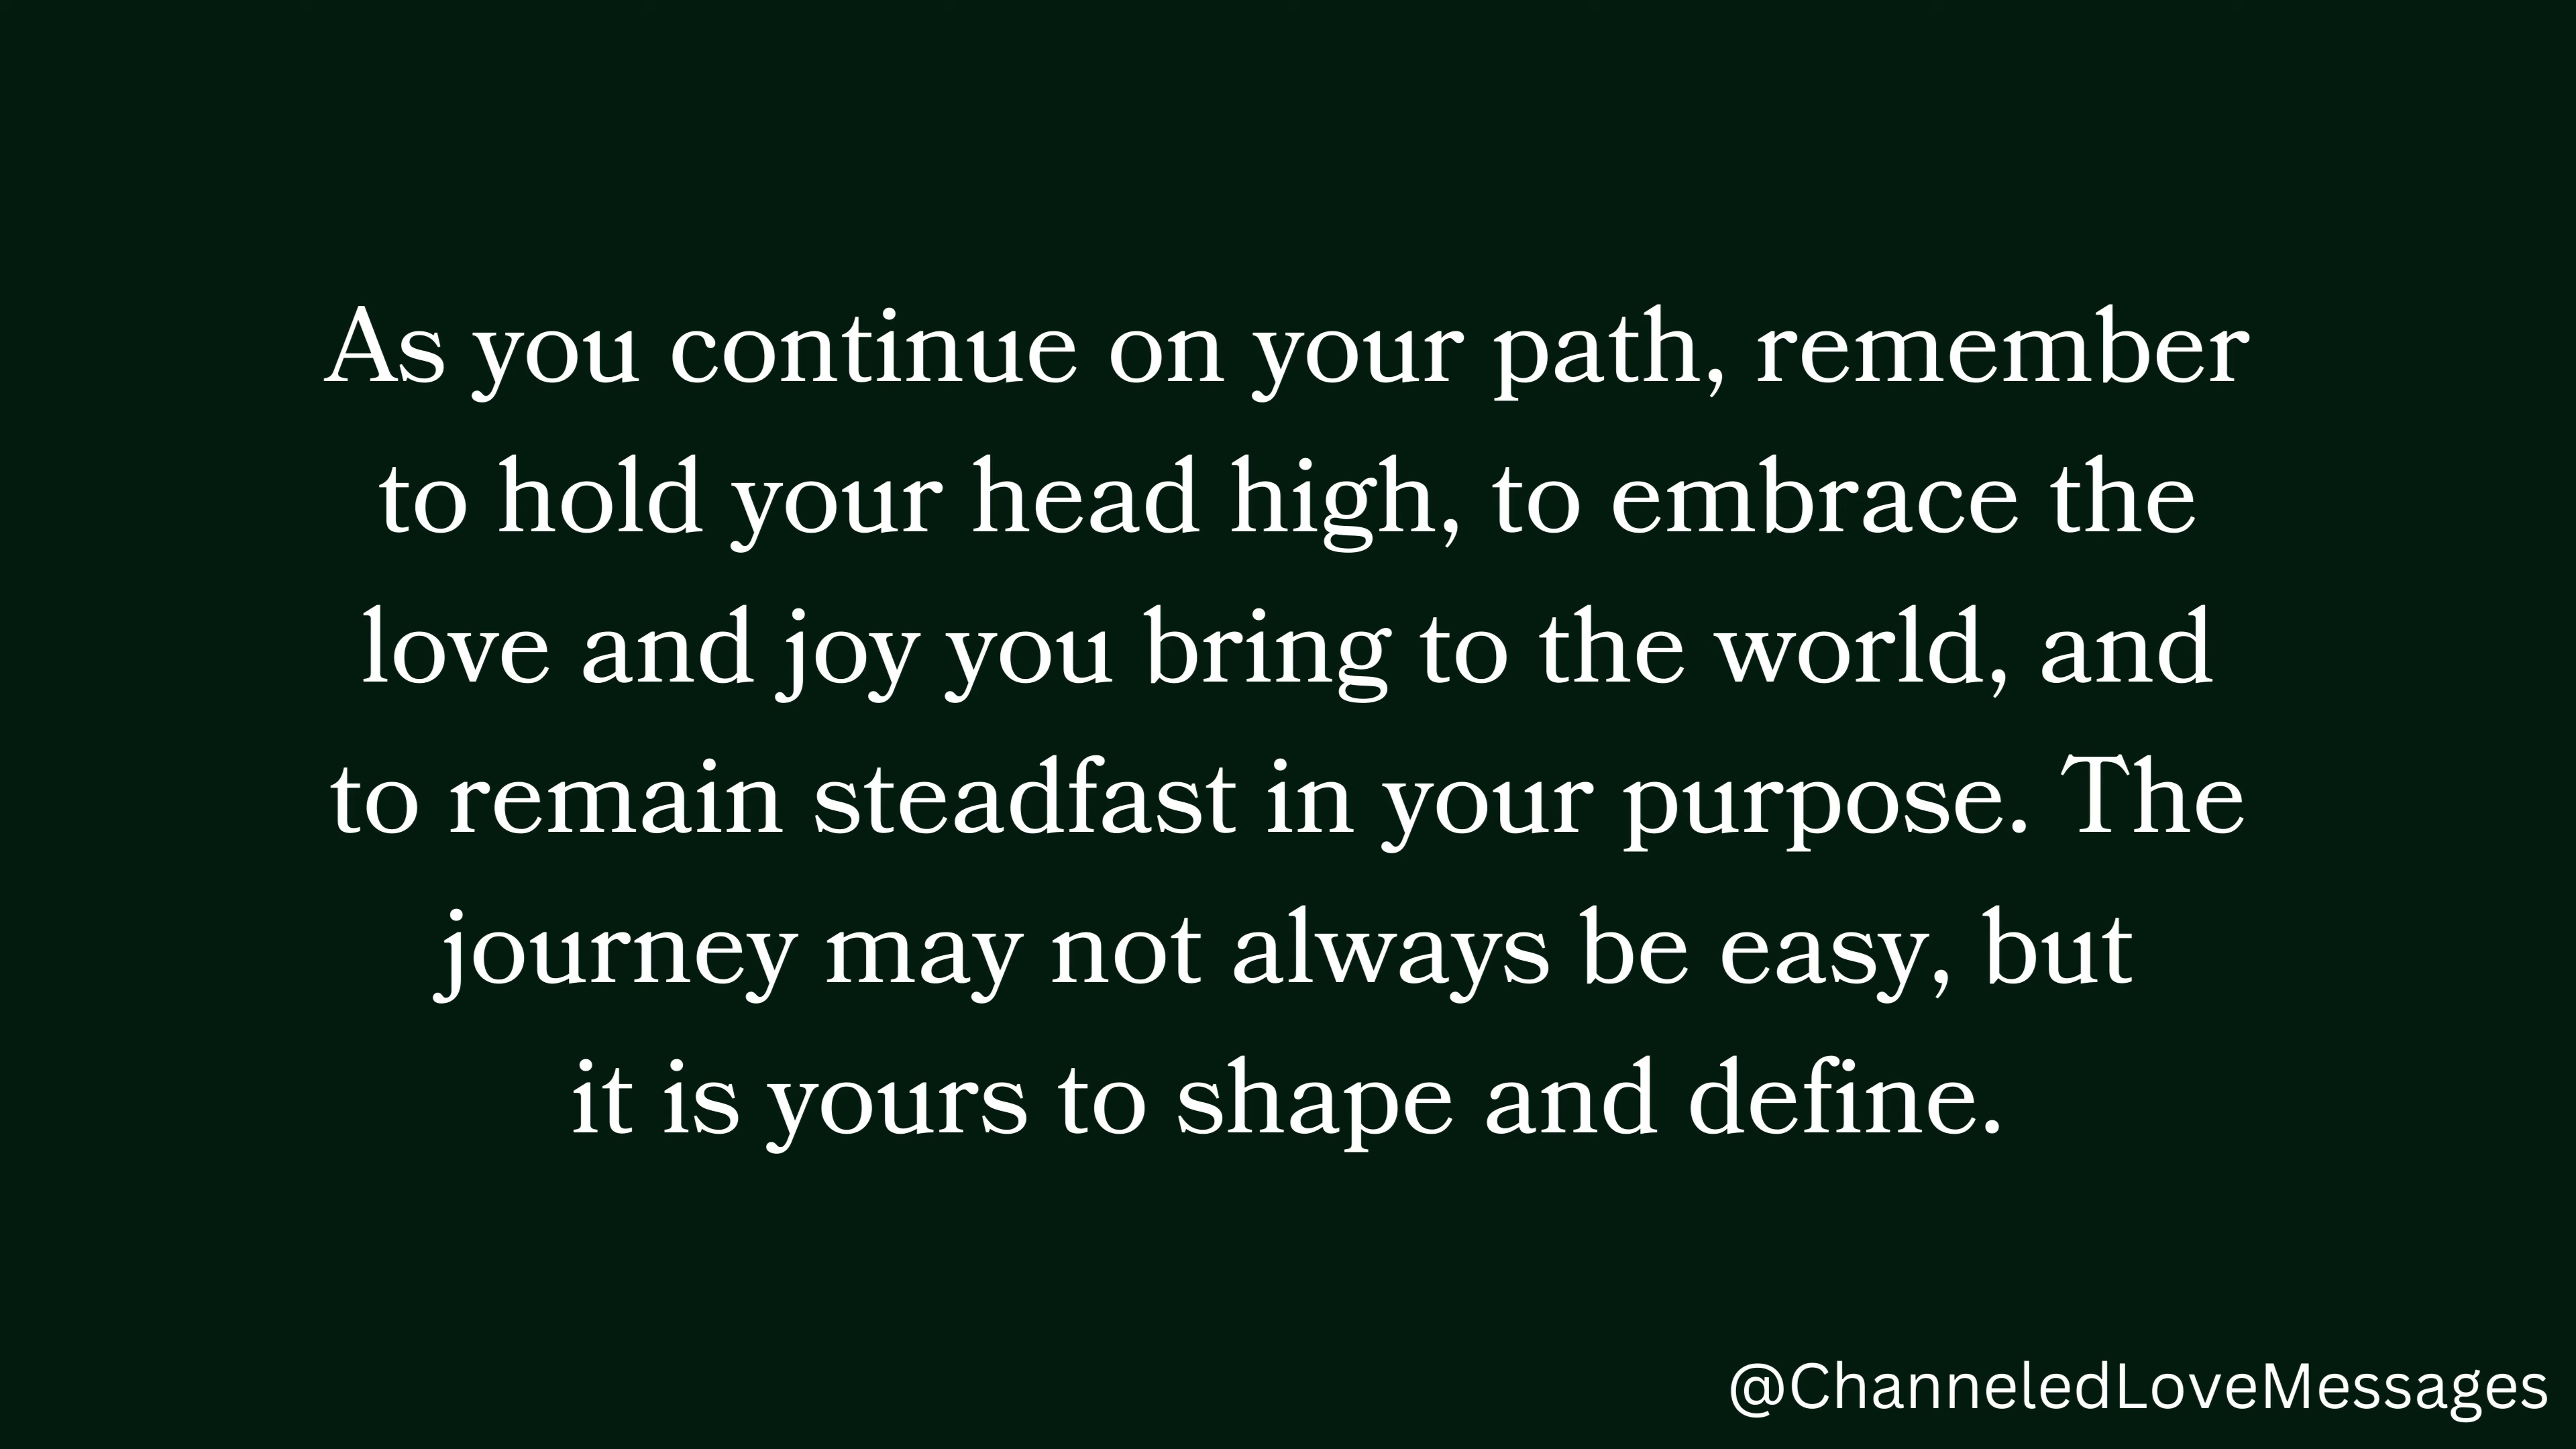 As you continue on your path, remember
to hold your head high, to embrace the
love and joy you bring to the world, and
to remain steadfast in your purpose. The
journey may not always be easy, but
it is yours to shape and define.
@ChanneledLoveMessages